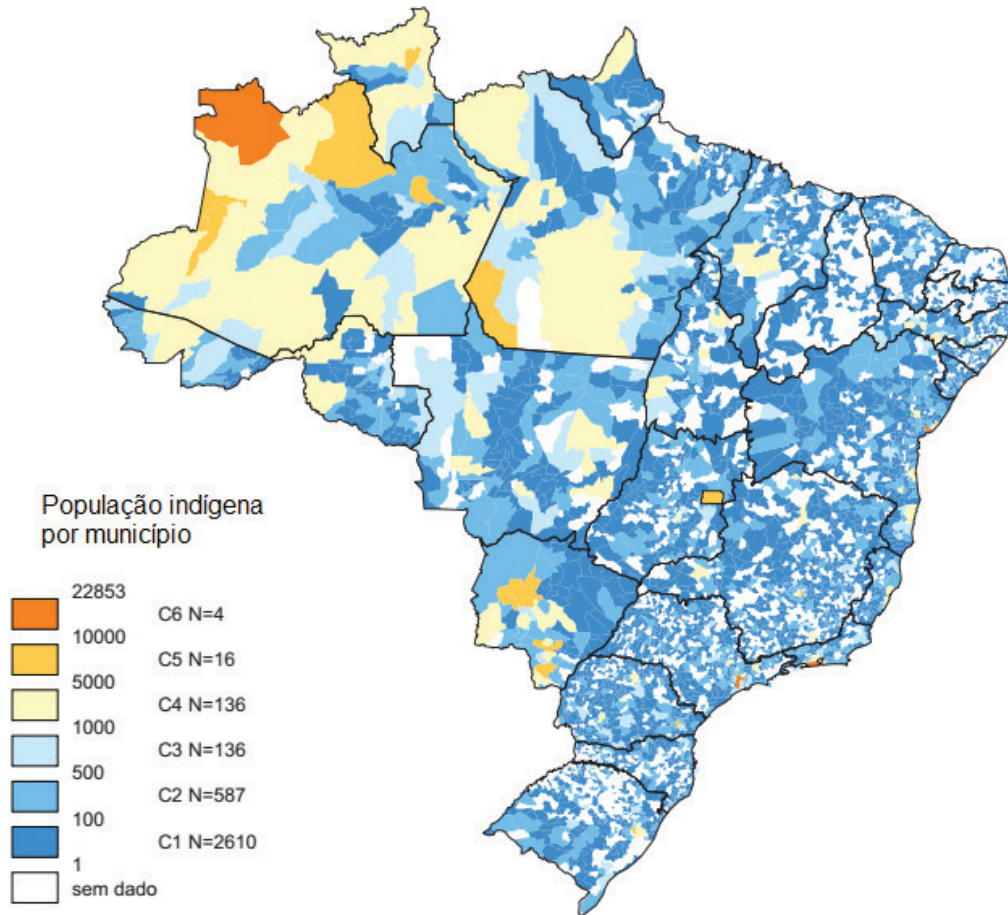 População indígena
por município
22853
C6 N=4
10000
C5 N=16
5000
C4 N=136
1000
C3 N=136
500
C2 N=587
100
C1 N=2610
1
sem dado